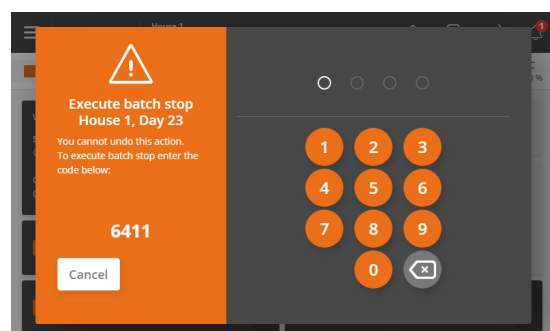 House 1
1
Execute batch stop
House 1, Day 23
You cannot undo this action.
To execute batch stop enter the
code below:
6411
Cancel
1 2 3
4 5 6
7 8 9
0
%